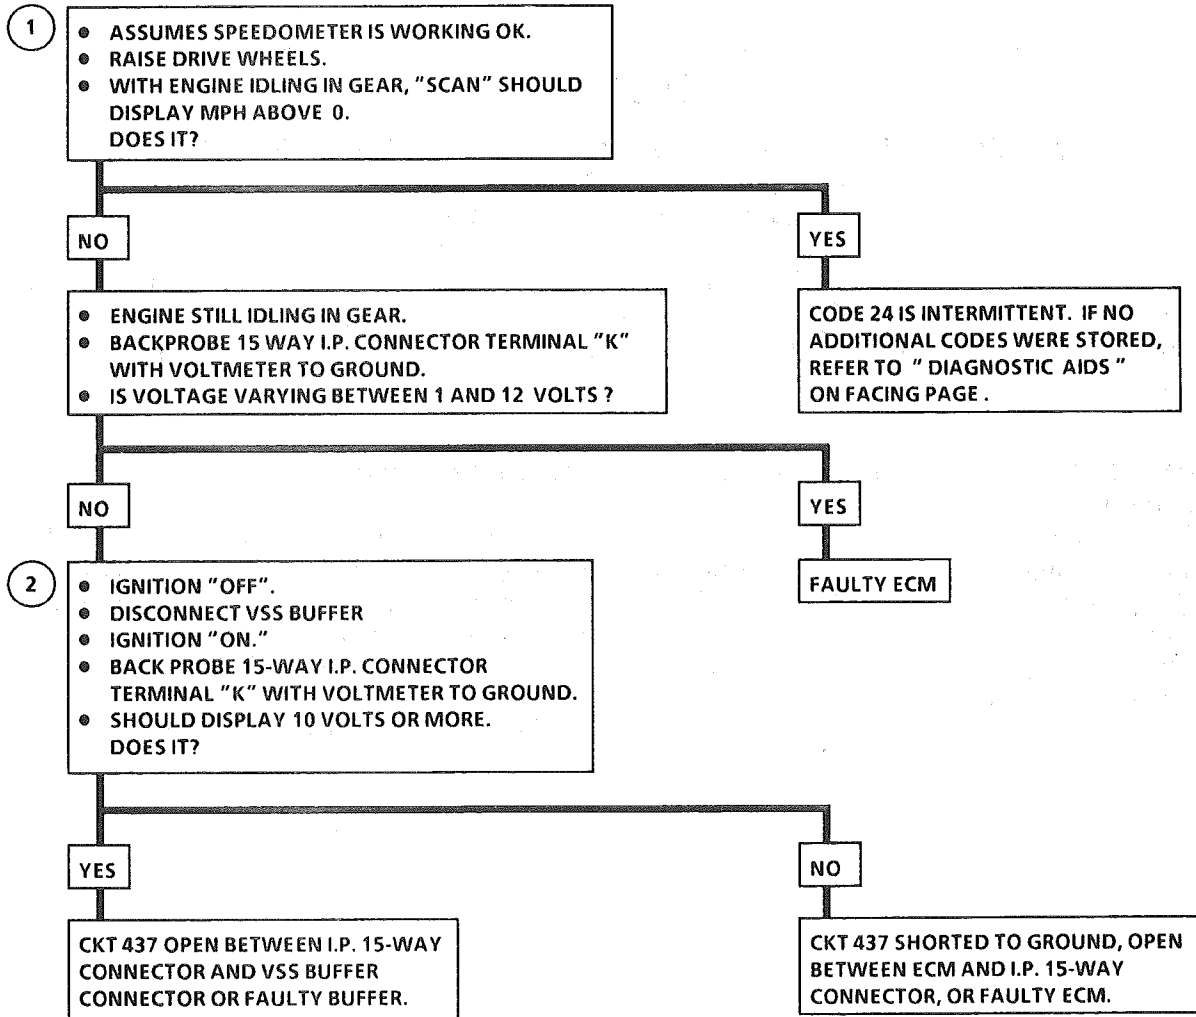 1
● ASSUMES SPEEDOMETER IS WORKING OK.
● RAISE DRIVE WHEELS.
● WITH ENGINE IDLING IN GEAR, "SCAN" SHOULD
DISPLAY MPH ABOVE 0.
DOES IT?
NO
YES
● ENGINE STILL IDLING IN GEAR.
● BACKPROBE 15 WAY I.P. CONNECTOR TERMINAL "K"
WITH VOLTMETER TO GROUND.
● IS VOLTAGE VARYING BETWEEN 1 AND 12 VOLTS ?
CODE 24 IS INTERMITTENT. IF NO
ADDITIONAL CODES WERE STORED,
REFER TO " DIAGNOSTIC AIDS "
ON FACING PAGE .
NO
YES
2
● IGNITION "OFF".
● DISCONNECT VSS BUFFER
● IGNITION "ON."
● BACK PROBE 15-WAY I.P. CONNECTOR
TERMINAL "K" WITH VOLTMETER TO GROUND.
● SHOULD DISPLAY 10 VOLTS OR MORE.
DOES IT?
FAULTY ECM
YES
NO
CKT 437 OPEN BETWEEN I.P. 15-WAY
CONNECTOR AND VSS BUFFER
CONNECTOR OR FAULTY BUFFER.
CKT 437 SHORTED TO GROUND, OPEN
BETWEEN ECM AND I.P. 15-WAY
CONNECTOR, OR FAULTY ECM.